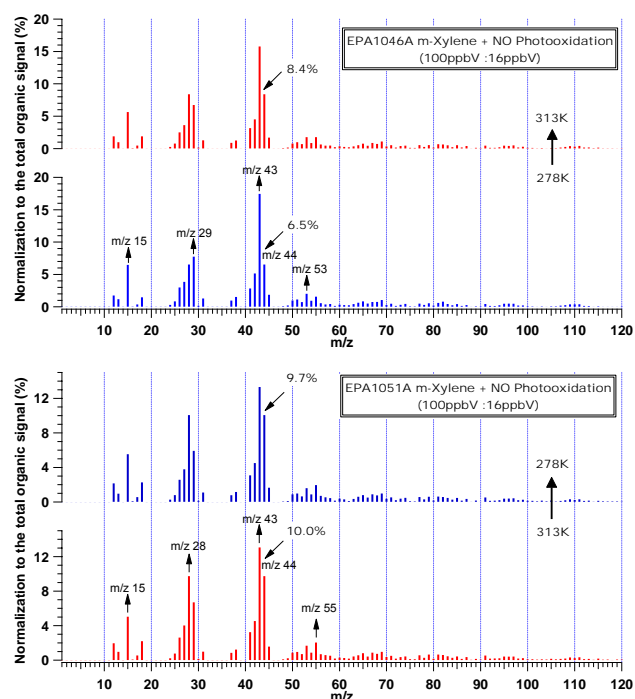 Normalization to the total organic signal (%)
20
15
10
5
0
EPA1046A m-Xylene + NO Photooxidation
(100ppbV :16ppbV)
8.4%
313K
278K
20
15
10
5
0
m/z 15
m/z 29
m/z 43
6.5%
m/z 44
m/z 53
10 20 30 40 50 60 70 80 90 100 110 120
m/z
Normalization to the total organic signal (%)
12
8
4
0
EPA1051A m-Xylene + NO Photooxidation
(100ppbV :16ppbV)
9.7%
278K
313K
12
8
4
0
m/z 15
m/z 28
m/z 43
10.0%
m/z 44
m/z 55
10 20 30 40 50 60 70 80 90 100 110 120
m/z